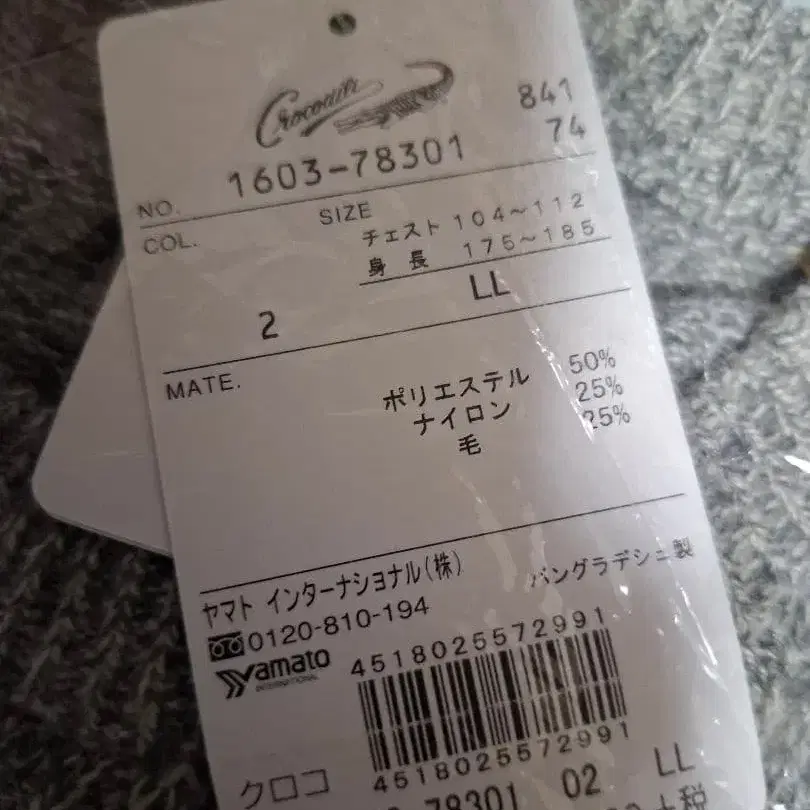 Crocodile
841
74
NO. 1603-78301
COL. 2
SIZE
チェスト 104～112
身長 175～185
LL
MATE.
ポリエステル 50%
ナイロン 25%
毛 25%
ヤマト インターナショナル(株)
バングラデシュ製
0120-810-194
Yamato
INTERNATIONAL
4518025572991
4518025572991
クロコ
78301 02 LL
+税